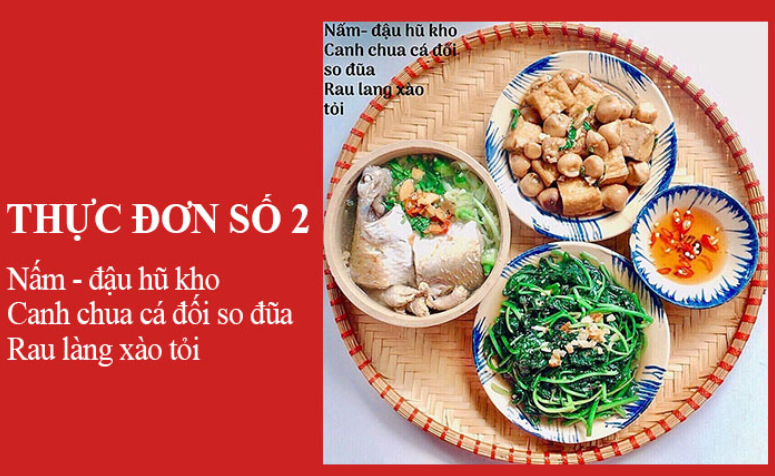 THỰC ĐƠN SỐ 2
Nấm - đậu hũ kho
Canh chua cá đối so đũa
Rau làng xào tỏi
Nấm- đậu hũ kho
Canh chua cá đối
so đũa
Rau lang xào
tỏi